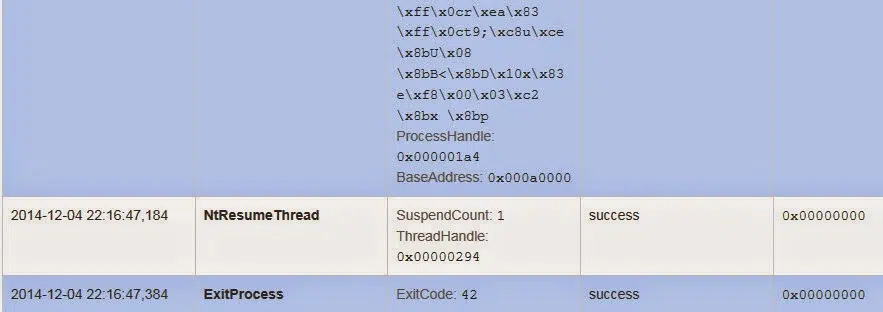 \xff\x0cr\xea\x83
\xff\x0ct9;\xc8u\xce
\x8bU\x08
\x8bB<\x8bD\x10x\x83
e\xf8\x00\x03\xc2
\x8bx \x8bp
ProcessHandle:
0x000001a4
BaseAddress: 0x000a0000
2014-12-04 22:16:47,184 NtResumeThread SuspendCount: 1 success 0x00000000
ThreadHandle:
0x00000294
2014-12-04 22:16:47,384 ExitProcess ExitCode: 42 success 0x00000000